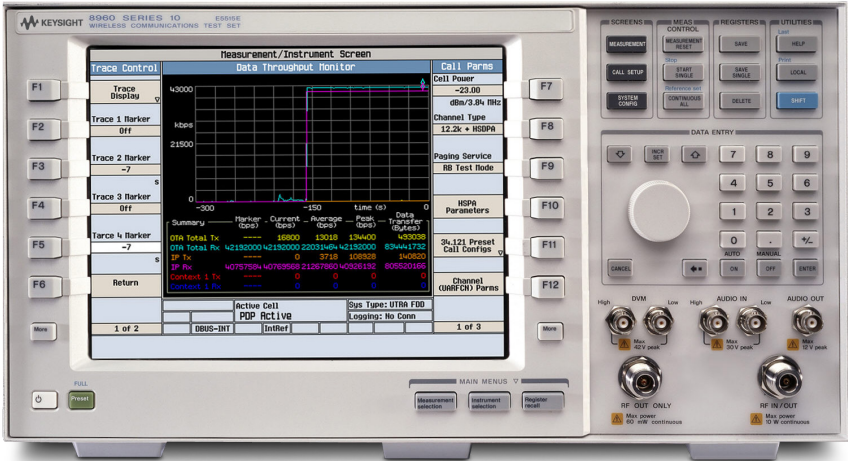 KEYSIGHT 8960 SERIES 10 E5515E
WIRELESS COMMUNICATIONS TEST SET
Measurement/Instrument Screen
Trace Control
Data Throughput Monitor
Call Parms
F1
Trace
Display
F2
Trace 1 Marker
Off
F3
Trace 2 Marker
-7
s
F4
Trace 3 Marker
Off
F5
Tarce 4 Marker
-7
s
F6
Return
More
1 of 2
43000
kbps
21500
0
-300
-150
time (s)
0
Summary
Marker (bps)
Current (bps)
Average (bps)
Peak (bps)
Data Transfer (Bytes)
OTA Total Tx ---- 16800 13018 134400 493038
OTA Total Rx 42192000 42192000 22031464 42192000 834441732
IP Tx ---- 0 3718 108928 140820
IP Rx 40797584 40763568 21267860 40926192 805520166
Context 1 Tx ---- 0 0 0 0
Context 1 Rx ---- 0 0 0 0
Active Cell
PDP Active
Sys Type: UTRA FDD
Logging: No Conn
DBUS-INT
IntRef
Cell Power
-23.00
dBm/3.84 MHz
F7
Channel Type
12.2k + HSDPA
F8
Paging Service
RB Test Mode
F9
HSPA
Parameters
F10
34.121 Preset
Call Configs
F11
Channel
(UARFCN) Parms
F12
1 of 3
More
FULL
Preset
MAIN MENUS
Measurement selection
Instrument selection
Register recall
SCREENS
MEASUREMENT
CALL SETUP
SYSTEM CONFIG
MEAS CONTROL
MEASUREMENT RESET
Stop
START SINGLE
Reference set
CONTINUOUS ALL
REGISTERS
SAVE
SAVE SINGLE
DELETE
UTILITIES
Last
HELP
Print
LOCAL
SHIFT
DATA ENTRY
INCR SET
7 8 9
4 5 6
1 2 3
0 . +/-
AUTO
MANUAL
CANCEL
ON
OFF
ENTER
High DVM Low
Max
42V peak
High AUDIO IN Low
Max
30V peak
AUDIO OUT
Max
12V peak
RF OUT ONLY
Max power
60 mW continuous
RF IN/OUT
Max power
10 W continuous